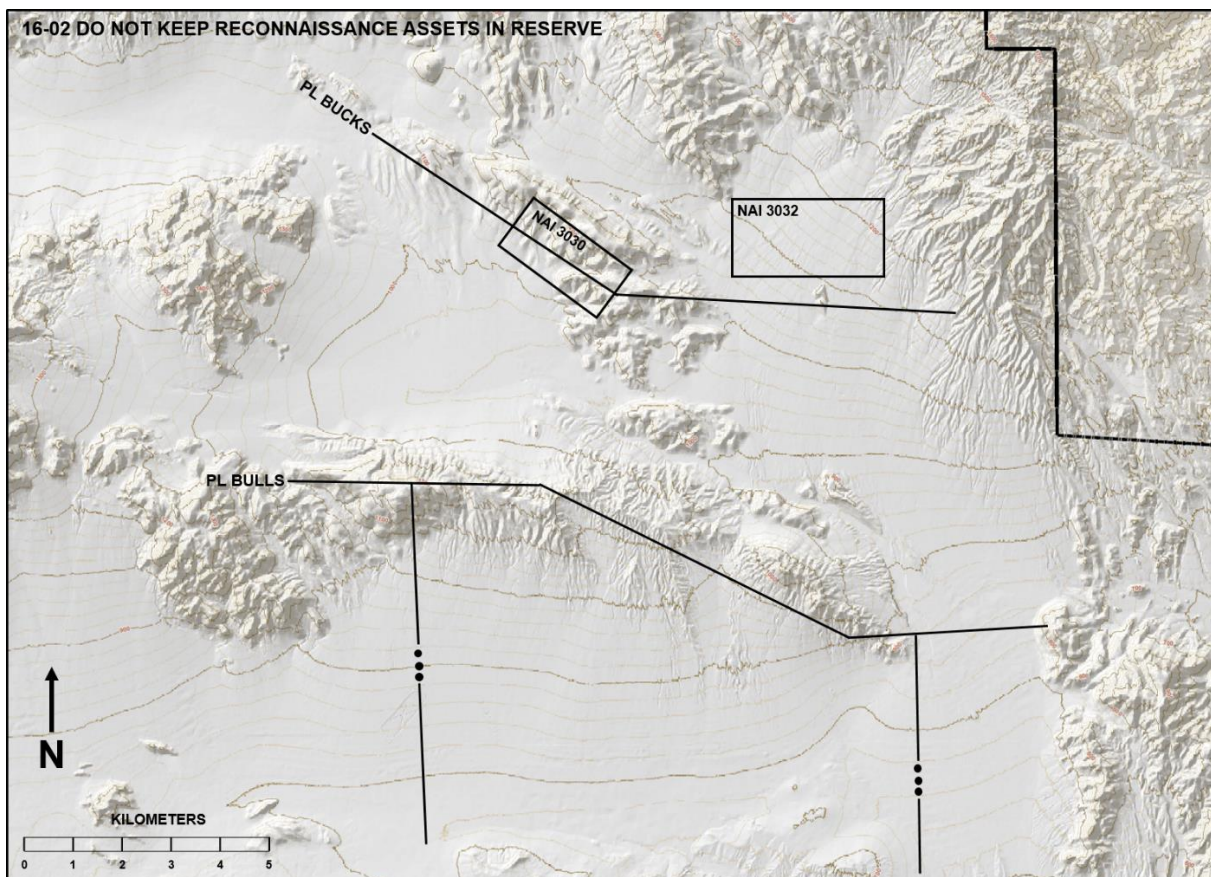 16-02 DO NOT KEEP RECONNAISSANCE ASSETS IN RESERVE
PL BUCKS
NAI 3030
NAI 3032
PL BULLS
N
KILOMETERS
0 1 2 3 4 5